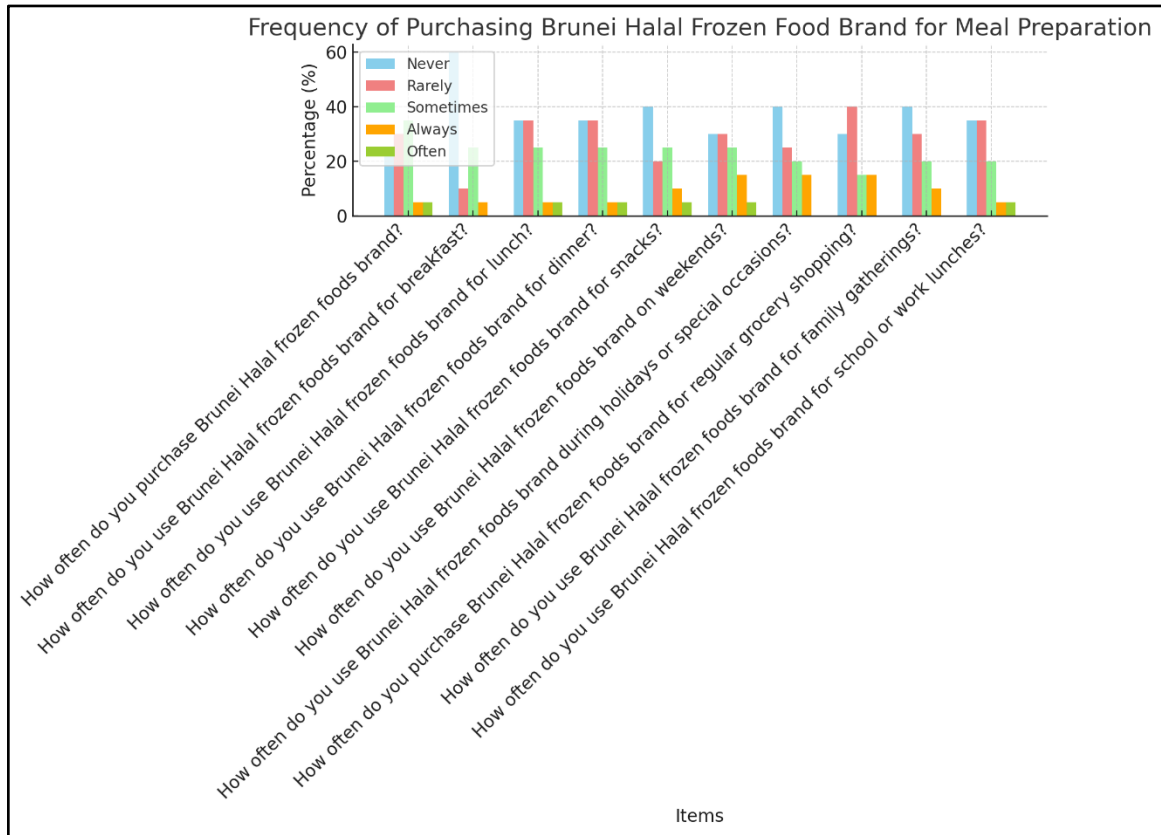 Frequency of Purchasing Brunei Halal Frozen Food Brand for Meal Preparation
Percentage (%)
60
40
20
0
Never
Rarely
Sometimes
Always
Often
How often do you purchase Brunei Halal frozen foods brand?
How often do you use Brunei Halal frozen foods brand for breakfast?
How often do you use Brunei Halal frozen foods brand for lunch?
How often do you use Brunei Halal frozen foods brand for dinner?
How often do you use Brunei Halal frozen foods brand for snacks?
How often do you use Brunei Halal frozen foods brand on weekends?
How often do you use Brunei Halal frozen foods brand during holidays or special occasions?
How often do you purchase Brunei Halal frozen foods brand for regular grocery shopping?
How often do you use Brunei Halal frozen foods brand for family gatherings?
How often do you use Brunei Halal frozen foods brand for school or work lunches?
Items